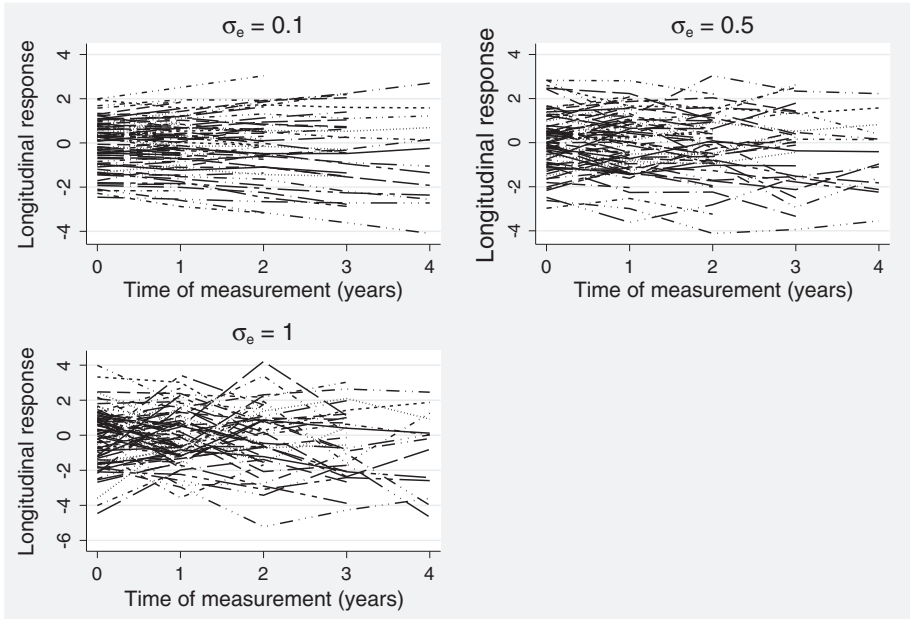 σe = 0.1
Longitudinal response
4
2
0
-2
-4
0 1 2 3 4
Time of measurement (years)
σe = 0.5
Longitudinal response
4
2
0
-2
-4
0 1 2 3 4
Time of measurement (years)
σe = 1
Longitudinal response
4
2
0
-2
-4
-6
0 1 2 3 4
Time of measurement (years)